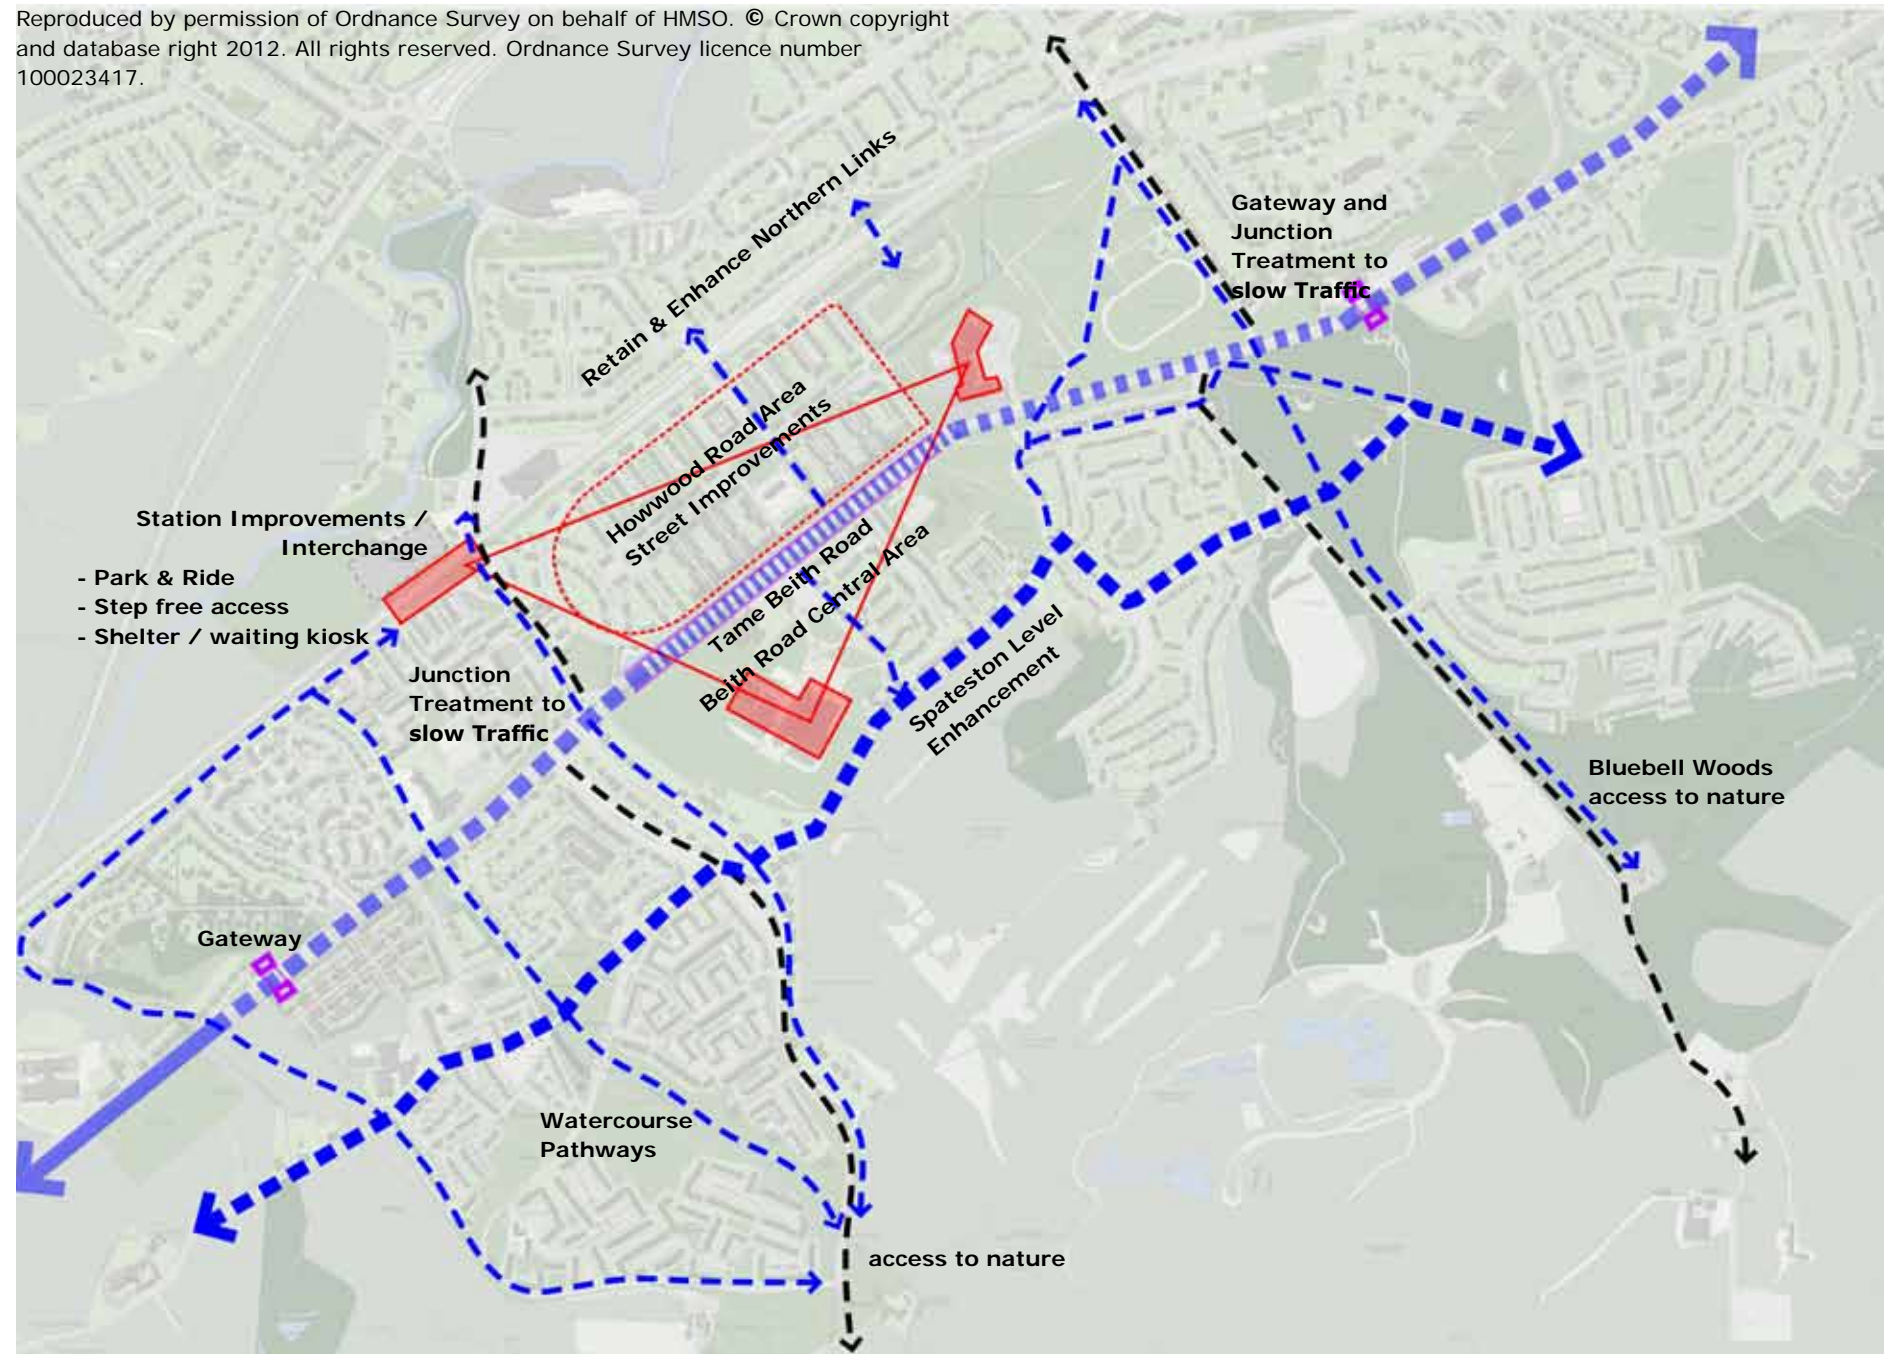 Reproduced by permission of Ordnance Survey on behalf of HMSO. © Crown copyright
and database right 2012. All rights reserved. Ordnance Survey licence number
100023417.
Retain & Enhance Northern Links
Gateway and
Junction
Treatment to
slow Traffic
Howwood Road Area
Street Improvements
Station Improvements /
Interchange
- Park & Ride
- Step free access
- Shelter / waiting kiosk
Tame Beith Road
Beith Road Central Area
Junction
Treatment to
slow Traffic
Spateston Level
Enhancement
Bluebell Woods
access to nature
Gateway
Watercourse
Pathways
access to nature